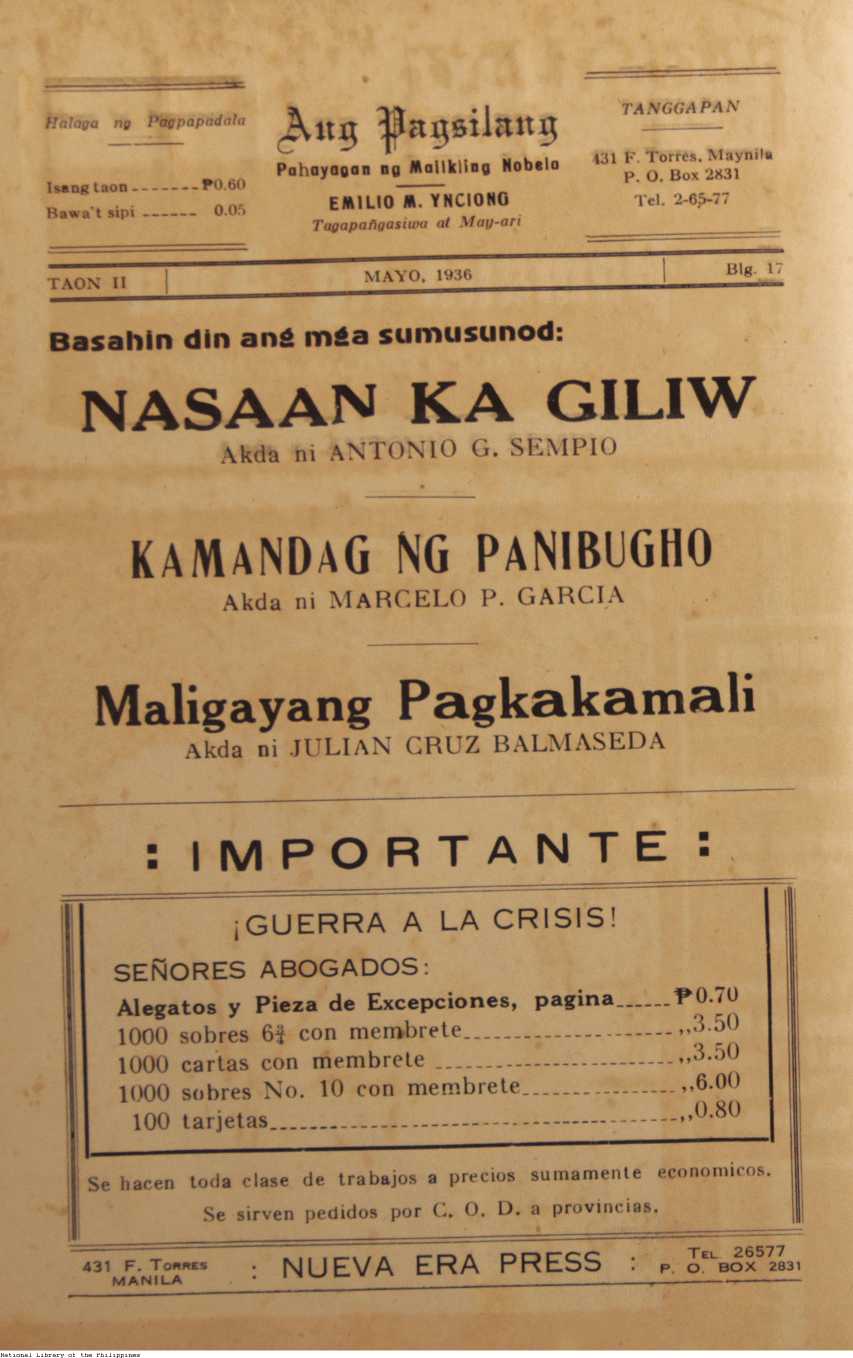 Halaga ng Pagpapadala
Isang taon -------₱0.60
Bawa't sipi ------ 0.05
Ang Pagsilang
Pahayagan ng Maiikling Nobela
EMILIO M. YNCIONG
Tagapañgasiwa at May-ari
TANGGAPAN
431 F. Torres, Maynila
P. O. Box 2831
Tel. 2-65-77
TAON II
MAYO, 1936
Blg. 17
Basahin din ang mga sumusunod:
NASAAN KA GILIW
Akda ni ANTONIO G. SEMPIO
KAMANDAG NG PANIBUGHO
Akda ni MARCELO P. GARCIA
Maligayang Pagkakamali
Akda ni JULIAN CRUZ BALMASEDA
: IMPORTANTE :
¡GUERRA A LA CRISIS!
SEÑORES ABOGADOS:
Alegatos y Pieza de Excepciones, pagina______₱0.70
1000 sobres 6¾ con membrete____________________,,3.50
1000 cartas con membrete ______________________,,3.50
1000 sobres No. 10 con membrete________________,,6.00
100 tarjetas___________________________________,,0.80
Se hacen toda clase de trabajos a precios sumamente economicos.
Se sirven pedidos por C. O. D. a provincias.
431 F. TORRES
MANILA
: NUEVA ERA PRESS :
TEL 26577
P. O. BOX 2831
National Library of the Philippines